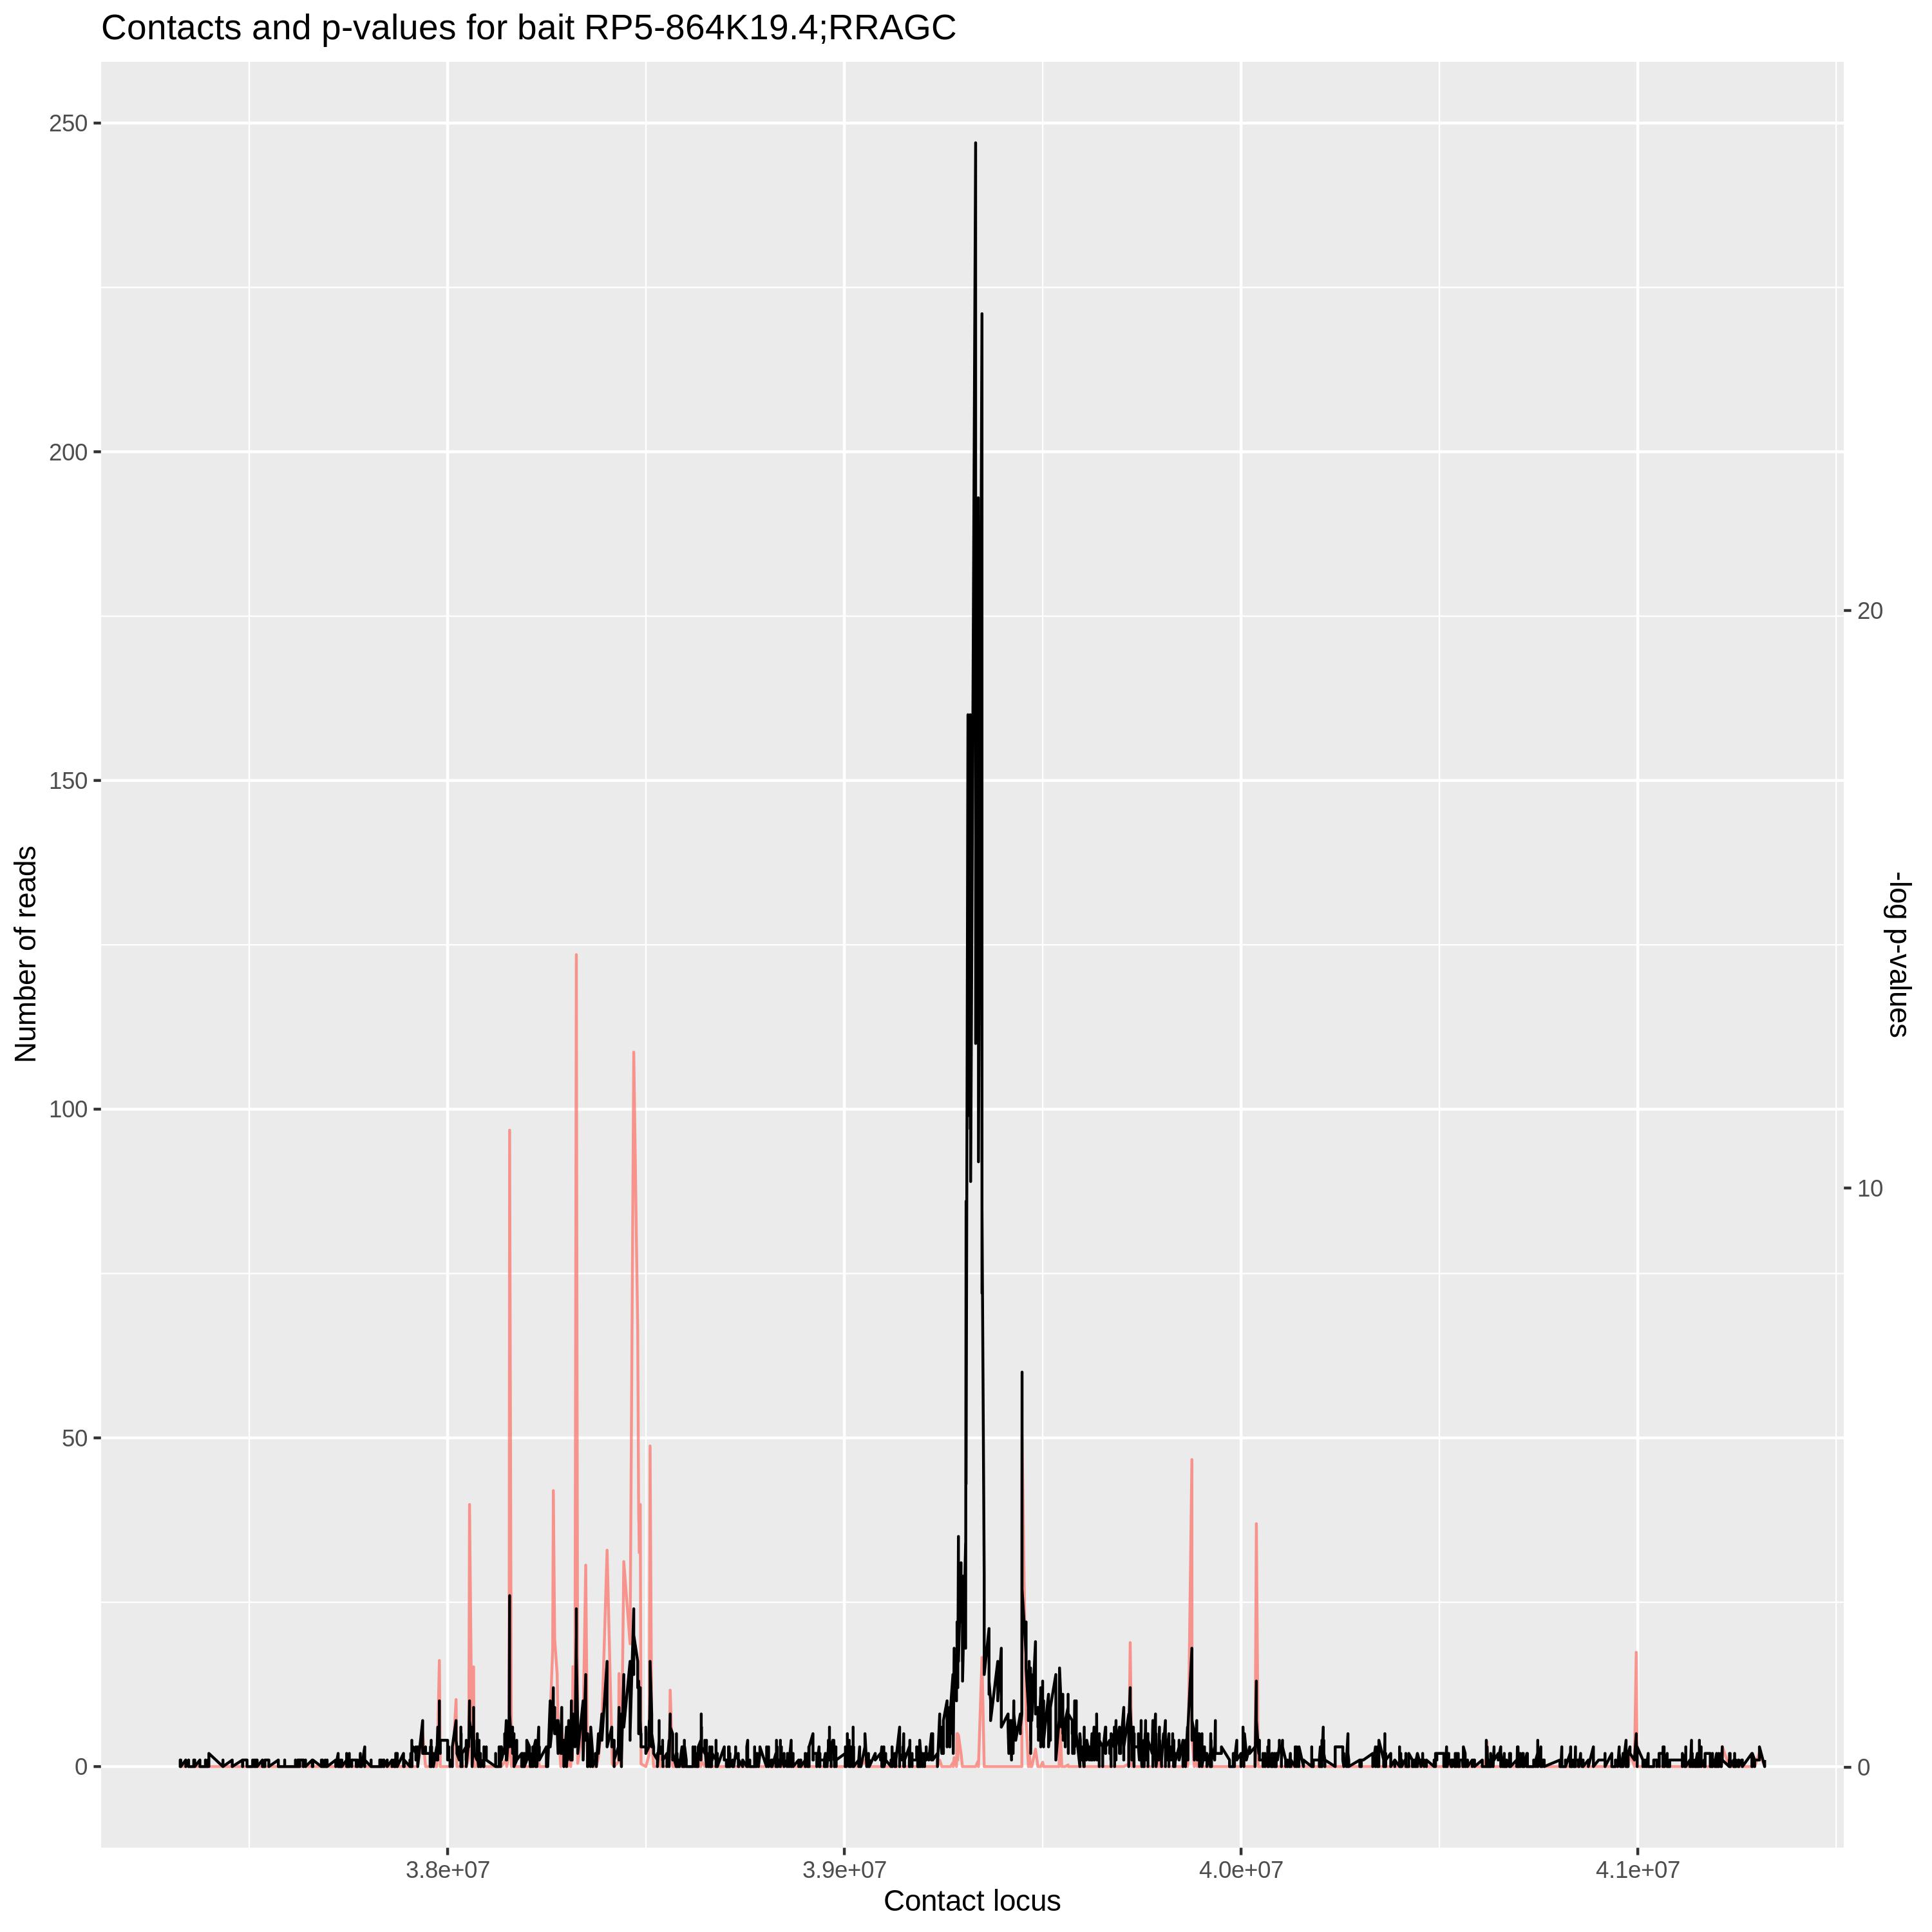 Contacts and p-values for bait RP5-864K19.4;RRAGC
250
200
150
100
50
0
Number of reads
20
10
0
-log p-values
3.8e+07
3.9e+07
4.0e+07
4.1e+07
Contact locus